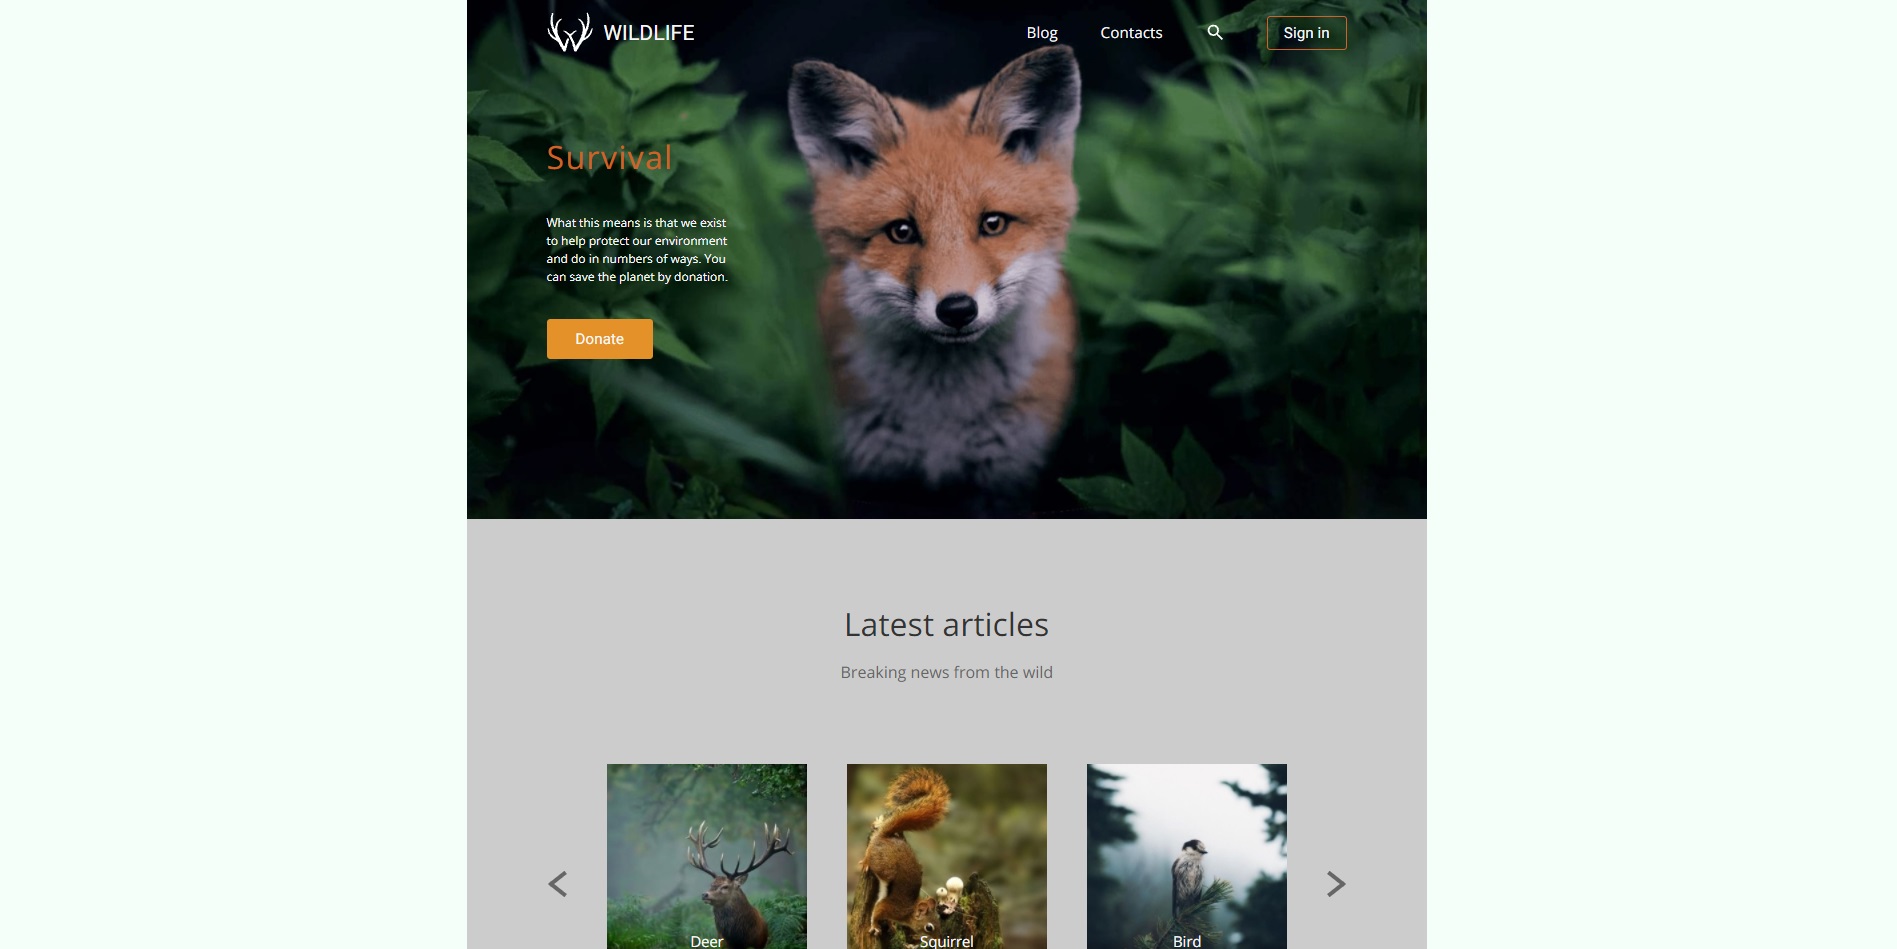 WILDLIFE
Blog
Contacts
Sign in
Survival
What this means is that we exist
to help protect our environment
and do in numbers of ways. You
can save the planet by donation.
Donate
Latest articles
Breaking news from the wild
Deer
Squirrel
Bird